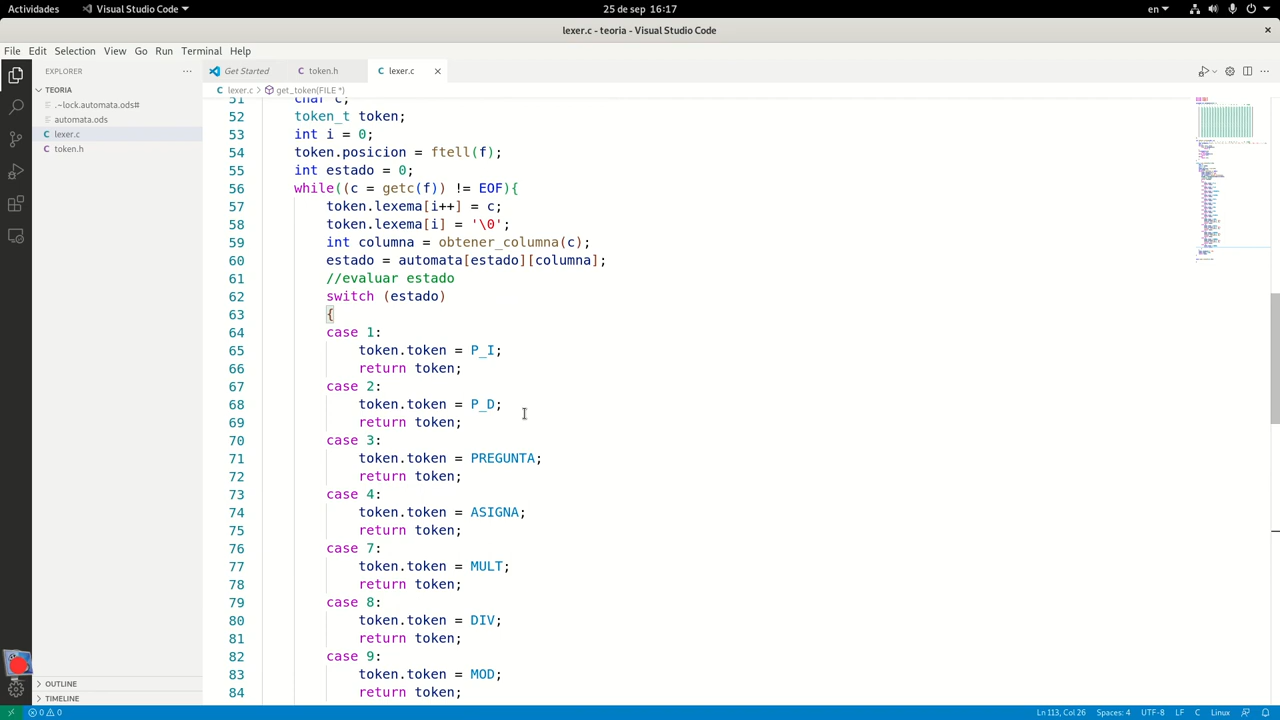 Actividades Visual Studio Code 25 de sep 16:17 en
lexer.c - teoria - Visual Studio Code ×
File Edit Selection View Go Run Terminal Help
EXPLORER ··· Get Started C token.h C lexer.c ×
TEORIA
.~lock.automata.ods#
automata.ods
C lexer.c
C token.h
OUTLINE
TIMELINE
C lexer.c > get_token(FILE *)
51 char c;
52 token_t token;
53 int i = 0;
54 token.posicion = ftell(f);
55 int estado = 0;
56 while((c = getc(f)) != EOF){
57 token.lexema[i++] = c;
58 token.lexema[i] = '\0';
59 int columna = obtener_columna(c);
60 estado = automata[estado][columna];
61 //evaluar estado
62 switch (estado)
63 {
64 case 1:
65 token.token = P_I;
66 return token;
67 case 2:
68 token.token = P_D;
69 return token;
70 case 3:
71 token.token = PREGUNTA;
72 return token;
73 case 4:
74 token.token = ASIGNA;
75 return token;
76 case 7:
77 token.token = MULT;
78 return token;
79 case 8:
80 token.token = DIV;
81 return token;
82 case 9:
83 token.token = MOD;
84 return token;
0 0 Ln 113, Col 26 Spaces: 4 UTF-8 LF C Linux